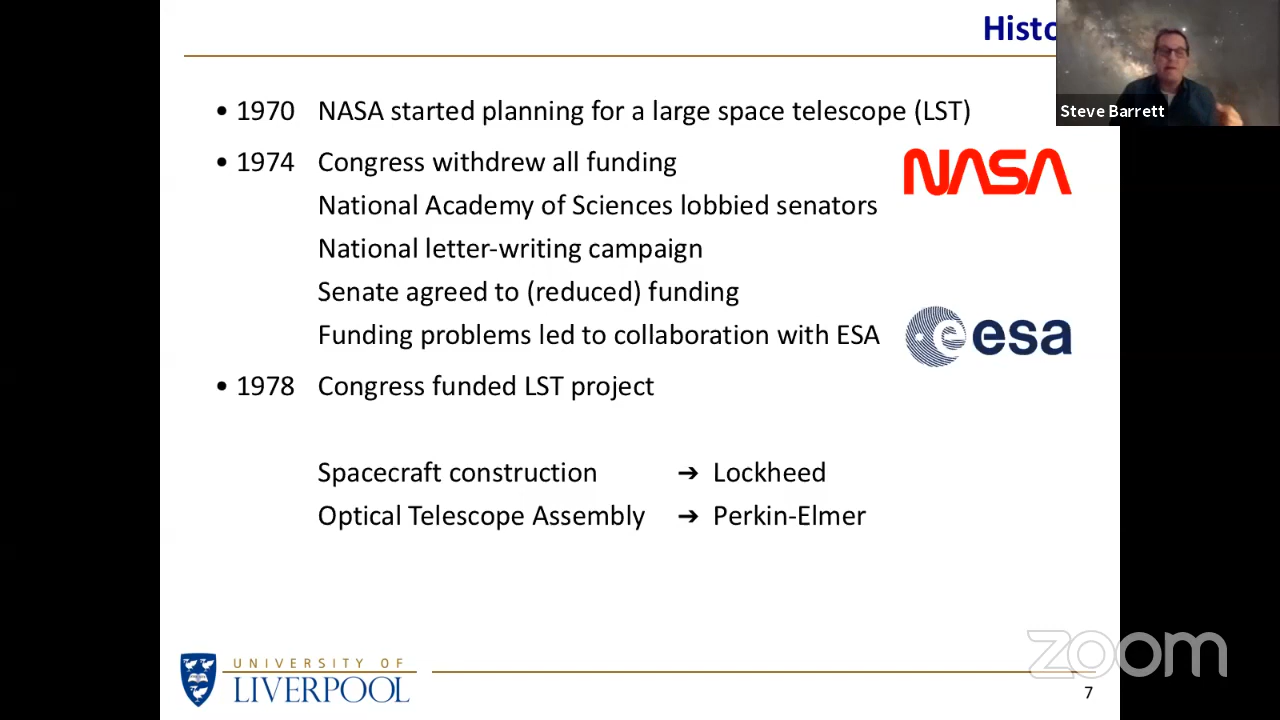 Histo
Steve Barrett
• 1970 NASA started planning for a large space telescope (LST)
• 1974 Congress withdrew all funding
NASA
National Academy of Sciences lobbied senators
National letter-writing campaign
Senate agreed to (reduced) funding
Funding problems led to collaboration with ESA
esa
• 1978 Congress funded LST project
Spacecraft construction ➔ Lockheed
Optical Telescope Assembly ➔ Perkin-Elmer
UNIVERSITY OF
LIVERPOOL
zoom
7